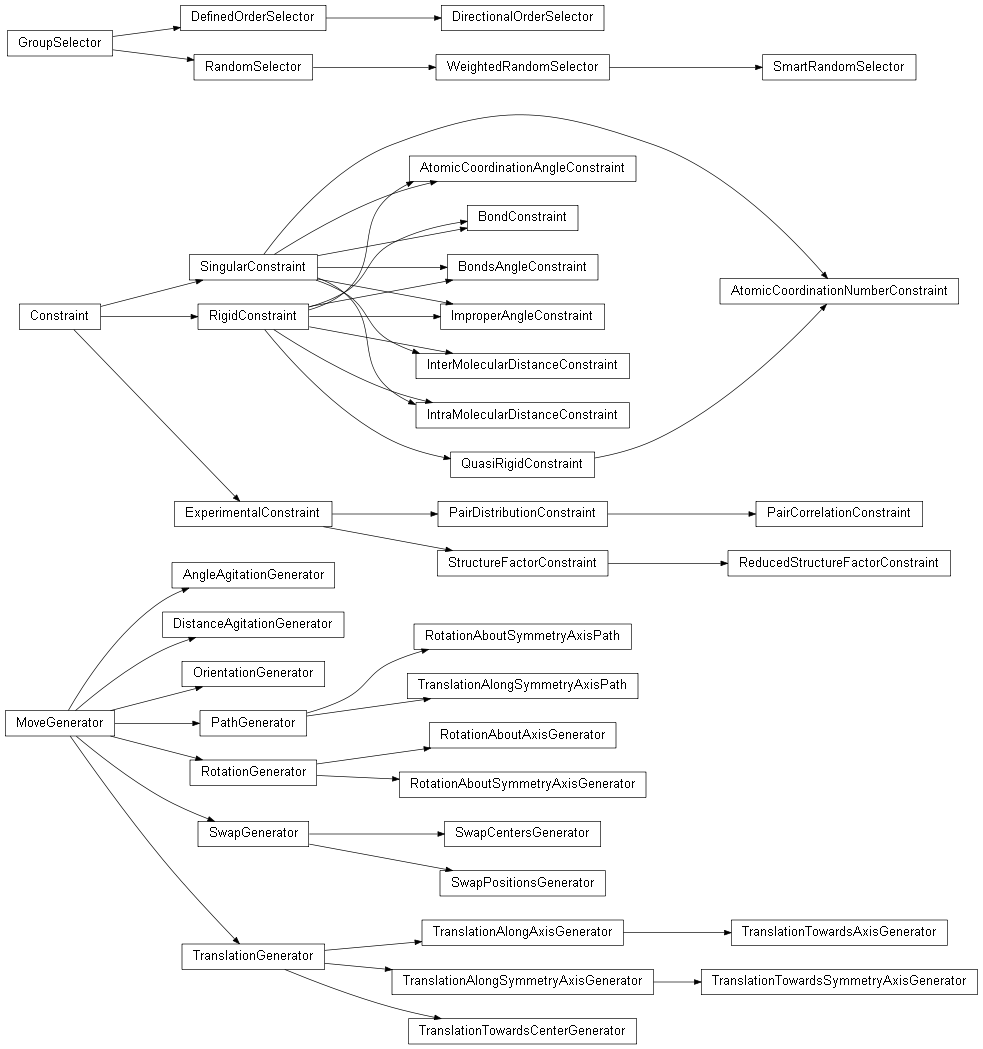 DefinedOrderSelector
DirectionalOrderSelector
GroupSelector
RandomSelector
WeightedRandomSelector
SmartRandomSelector
AtomicCoordinationAngleConstraint
BondConstraint
SingularConstraint
BondsAngleConstraint
AtomicCoordinationNumberConstraint
Constraint
RigidConstraint
ImproperAngleConstraint
InterMolecularDistanceConstraint
IntraMolecularDistanceConstraint
QuasiRigidConstraint
ExperimentalConstraint
PairDistributionConstraint
PairCorrelationConstraint
StructureFactorConstraint
ReducedStructureFactorConstraint
AngleAgitationGenerator
DistanceAgitationGenerator
RotationAboutSymmetryAxisPath
OrientationGenerator
TranslationAlongSymmetryAxisPath
MoveGenerator
PathGenerator
RotationAboutAxisGenerator
RotationGenerator
RotationAboutSymmetryAxisGenerator
SwapGenerator
SwapCentersGenerator
SwapPositionsGenerator
TranslationAlongAxisGenerator
TranslationTowardsAxisGenerator
TranslationGenerator
TranslationAlongSymmetryAxisGenerator
TranslationTowardsSymmetryAxisGenerator
TranslationTowardsCenterGenerator